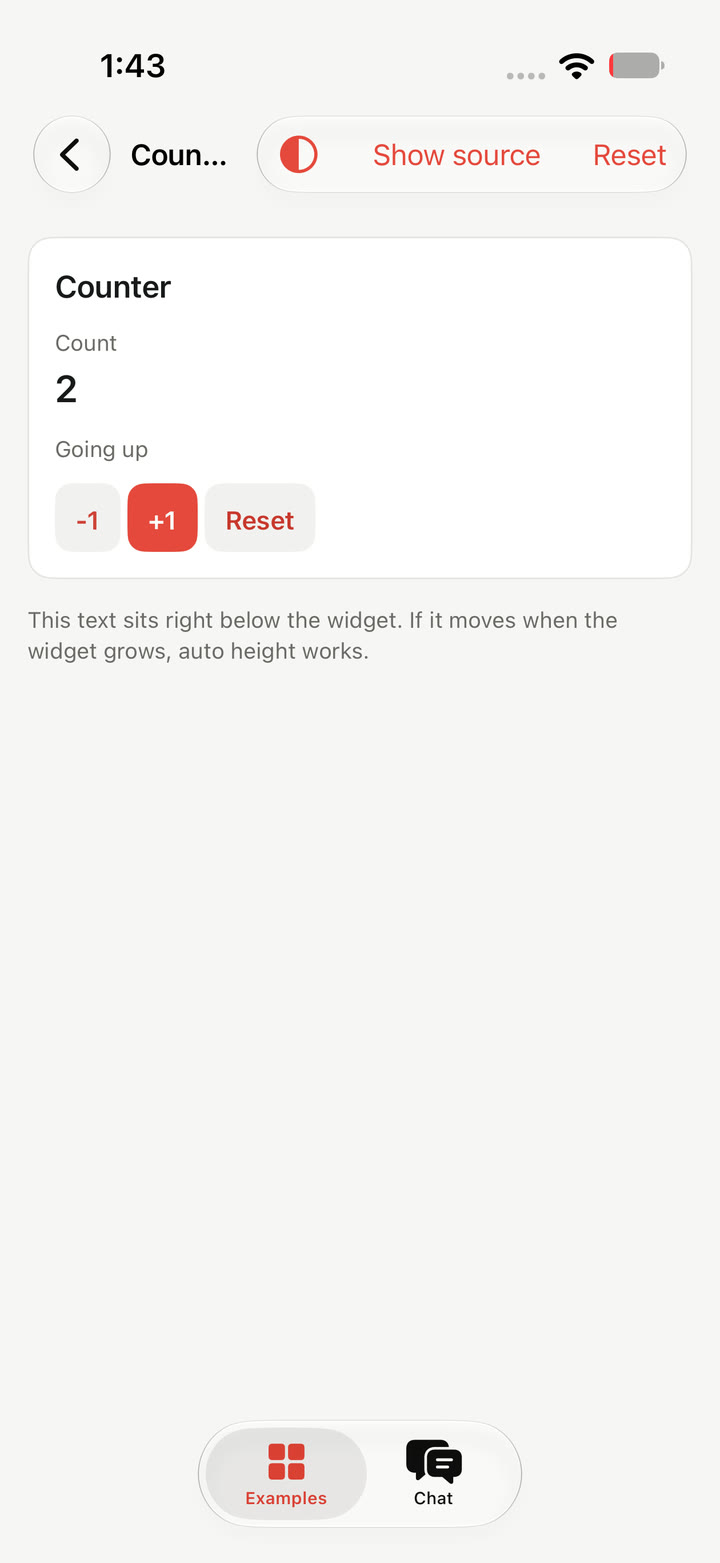 1:43
Coun...
Show source
Reset
Counter
Count
2
Going up
-1
+1
Reset
This text sits right below the widget. If it moves when the
widget grows, auto height works.
Examples
Chat